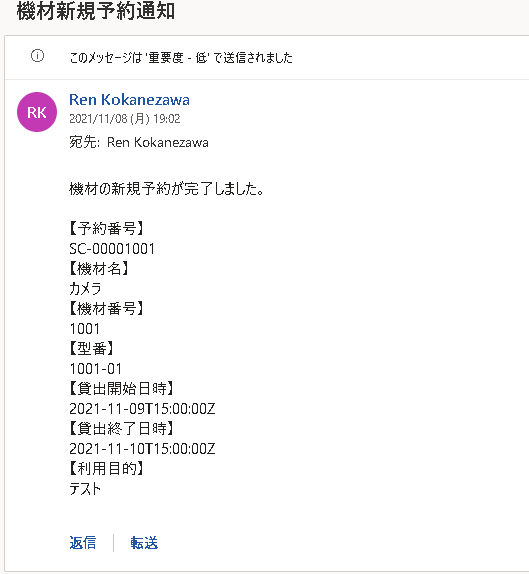 機材新規予約通知
このメッセージは '重要度 - 低' で送信されました
RK
Ren Kokanezawa
2021/11/08 (月) 19:02
宛先: Ren Kokanezawa
機材の新規予約が完了しました。
【予約番号】
SC-00001001
【機材名】
カメラ
【機材番号】
1001
【型番】
1001-01
【貸出開始日時】
2021-11-09T15:00:00Z
【貸出終了日時】
2021-11-10T15:00:00Z
【利用目的】
テスト
返信 転送